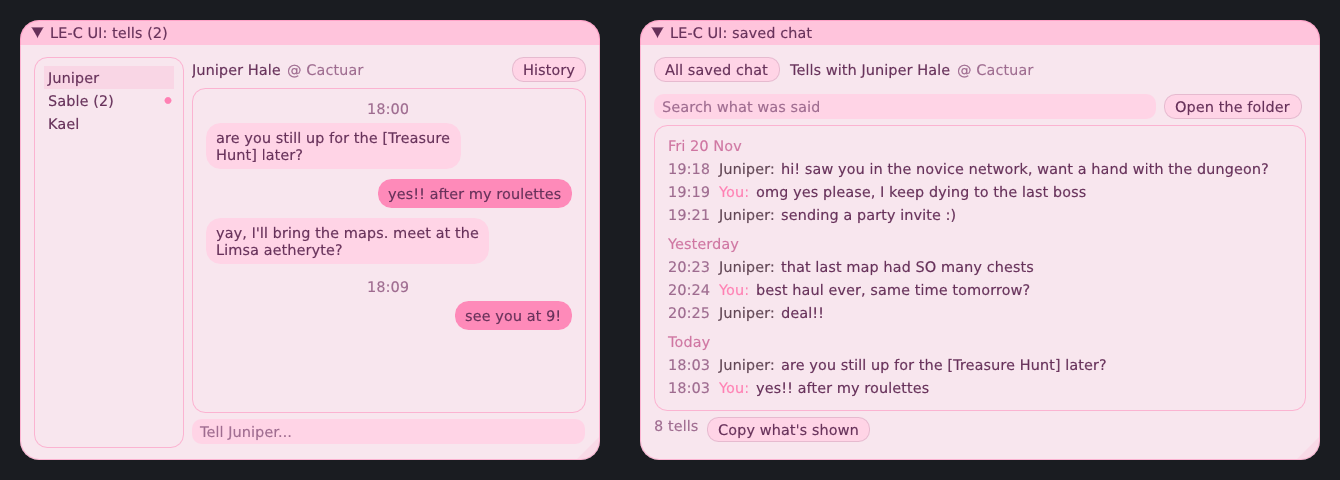 ▼ LE-C UI: tells (2)
Juniper
Sable (2)
Kael
Juniper Hale @ Cactuar
History
18:00
are you still up for the [Treasure
Hunt] later?
yes!! after my roulettes
yay, I'll bring the maps. meet at the
Limsa aetheryte?
18:09
see you at 9!
Tell Juniper...
▼ LE-C UI: saved chat
All saved chat
Tells with Juniper Hale @ Cactuar
Search what was said
Open the folder
Fri 20 Nov
19:18 Juniper: hi! saw you in the novice network, want a hand with the dungeon?
19:19 You: omg yes please, I keep dying to the last boss
19:21 Juniper: sending a party invite :)
Yesterday
20:23 Juniper: that last map had SO many chests
20:24 You: best haul ever, same time tomorrow?
20:25 Juniper: deal!!
Today
18:03 Juniper: are you still up for the [Treasure Hunt] later?
18:03 You: yes!! after my roulettes
8 tells
Copy what's shown